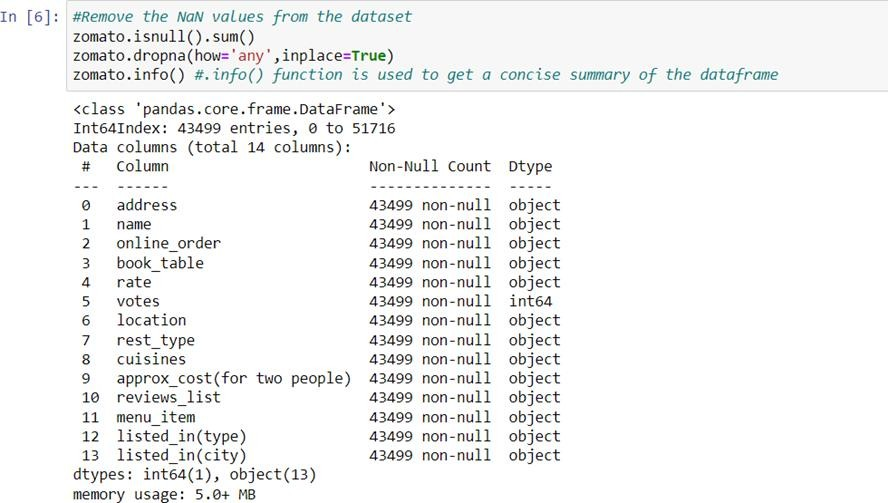 In [6]: #Remove the NaN values from the dataset
zomato.isnull().sum()
zomato.dropna(how='any',inplace=True)
zomato.info() #.info() function is used to get a concise summary of the dataframe
<class 'pandas.core.frame.DataFrame'>
Int64Index: 43499 entries, 0 to 51716
Data columns (total 14 columns):
 #   Column                       Non-Null Count  Dtype
---  ------                       --------------  -----
 0   address                      43499 non-null  object
 1   name                         43499 non-null  object
 2   online_order                 43499 non-null  object
 3   book_table                   43499 non-null  object
 4   rate                         43499 non-null  object
 5   votes                        43499 non-null  int64
 6   location                     43499 non-null  object
 7   rest_type                    43499 non-null  object
 8   cuisines                     43499 non-null  object
 9   approx_cost(for two people)  43499 non-null  object
 10  reviews_list                 43499 non-null  object
 11  menu_item                    43499 non-null  object
 12  listed_in(type)              43499 non-null  object
 13  listed_in(city)              43499 non-null  object
dtypes: int64(1), object(13)
memory usage: 5.0+ MB